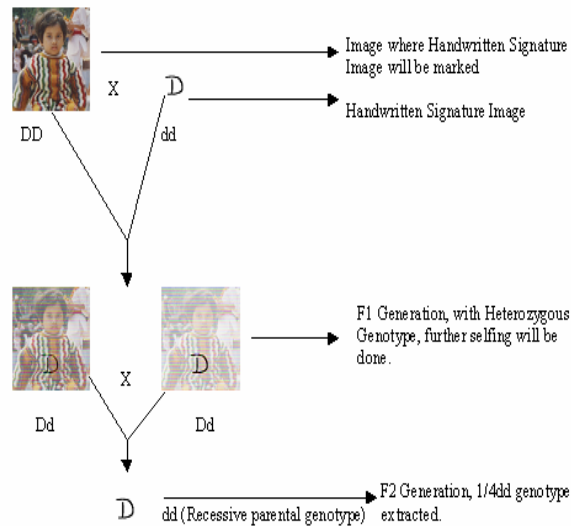 Image where Handwritten Signature
Image will be marked
X
D
Handwritten Signature Image
DD
dd
F1 Generation, with Heterozygous
Genotype, further selfing will be
done.
D
D
X
Dd
Dd
D
dd (Recessive parental genotype)
F2 Generation, 1/4dd genotype
extracted.